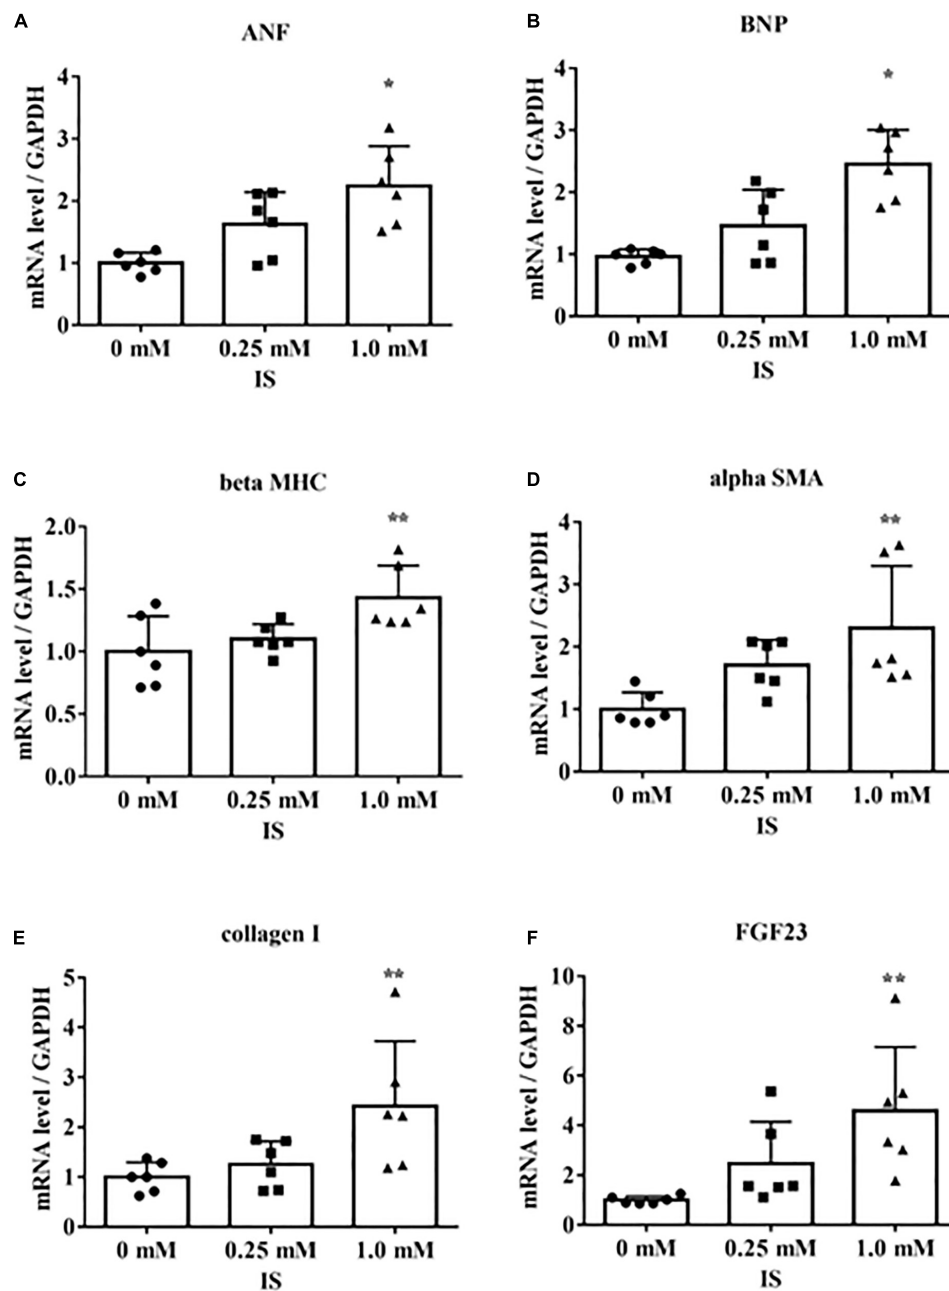 A
ANF
mRNA level / GAPDH
4
3
2
1
0
*
0 mM 0.25 mM 1.0 mM
IS
B
BNP
mRNA level / GAPDH
4
3
2
1
0
*
0 mM 0.25 mM 1.0 mM
IS
C
beta MHC
mRNA level / GAPDH
2.0
1.5
1.0
0.5
0.0
**
0 mM 0.25 mM 1.0 mM
IS
D
alpha SMA
mRNA level / GAPDH
4
3
2
1
0
**
0 mM 0.25 mM 1.0 mM
IS
E
collagen I
mRNA level / GAPDH
5
4
3
2
1
0
**
0 mM 0.25 mM 1.0 mM
IS
F
FGF23
mRNA level / GAPDH
10
8
6
4
2
0
**
0 mM 0.25 mM 1.0 mM
IS